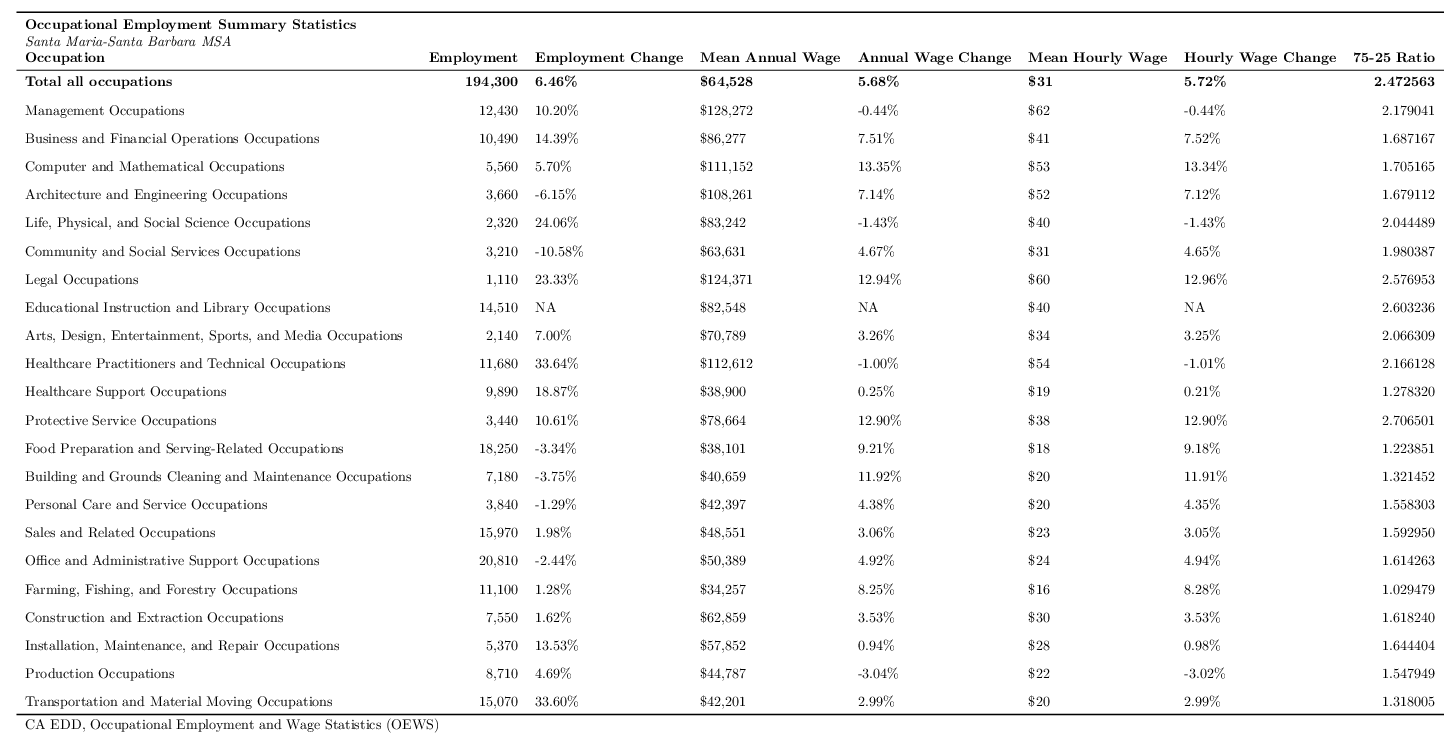 Occupational Employment Summary Statistics
Santa Maria-Santa Barbara MSA
Occupation Employment Employment Change Mean Annual Wage Annual Wage Change Mean Hourly Wage Hourly Wage Change 75-25 Ratio
Total all occupations 194,300 6.46% $64,528 5.68% $31 5.72% 2.472563
Management Occupations 12,430 10.20% $128,272 -0.44% $62 -0.44% 2.179041
Business and Financial Operations Occupations 10,490 14.39% $86,277 7.51% $41 7.52% 1.687167
Computer and Mathematical Occupations 5,560 5.70% $111,152 13.35% $53 13.34% 1.705165
Architecture and Engineering Occupations 3,660 -6.15% $108,261 7.14% $52 7.12% 1.679112
Life, Physical, and Social Science Occupations 2,320 24.06% $83,242 -1.43% $40 -1.43% 2.044489
Community and Social Services Occupations 3,210 -10.58% $63,631 4.67% $31 4.65% 1.980387
Legal Occupations 1,110 23.33% $124,371 12.94% $60 12.96% 2.576953
Educational Instruction and Library Occupations 14,510 NA $82,548 NA $40 NA 2.603236
Arts, Design, Entertainment, Sports, and Media Occupations 2,140 7.00% $70,789 3.26% $34 3.25% 2.066309
Healthcare Practitioners and Technical Occupations 11,680 33.64% $112,612 -1.00% $54 -1.01% 2.166128
Healthcare Support Occupations 9,890 18.87% $38,900 0.25% $19 0.21% 1.278320
Protective Service Occupations 3,440 10.61% $78,664 12.90% $38 12.90% 2.706501
Food Preparation and Serving-Related Occupations 18,250 -3.34% $38,101 9.21% $18 9.18% 1.223851
Building and Grounds Cleaning and Maintenance Occupations 7,180 -3.75% $40,659 11.92% $20 11.91% 1.321452
Personal Care and Service Occupations 3,840 -1.29% $42,397 4.38% $20 4.35% 1.558303
Sales and Related Occupations 15,970 1.98% $48,551 3.06% $23 3.05% 1.592950
Office and Administrative Support Occupations 20,810 -2.44% $50,389 4.92% $24 4.94% 1.614263
Farming, Fishing, and Forestry Occupations 11,100 1.28% $34,257 8.25% $16 8.28% 1.029479
Construction and Extraction Occupations 7,550 1.62% $62,859 3.53% $30 3.53% 1.618240
Installation, Maintenance, and Repair Occupations 5,370 13.53% $57,852 0.94% $28 0.98% 1.644404
Production Occupations 8,710 4.69% $44,787 -3.04% $22 -3.02% 1.547949
Transportation and Material Moving Occupations 15,070 33.60% $42,201 2.99% $20 2.99% 1.318005
CA EDD, Occupational Employment and Wage Statistics (OEWS)